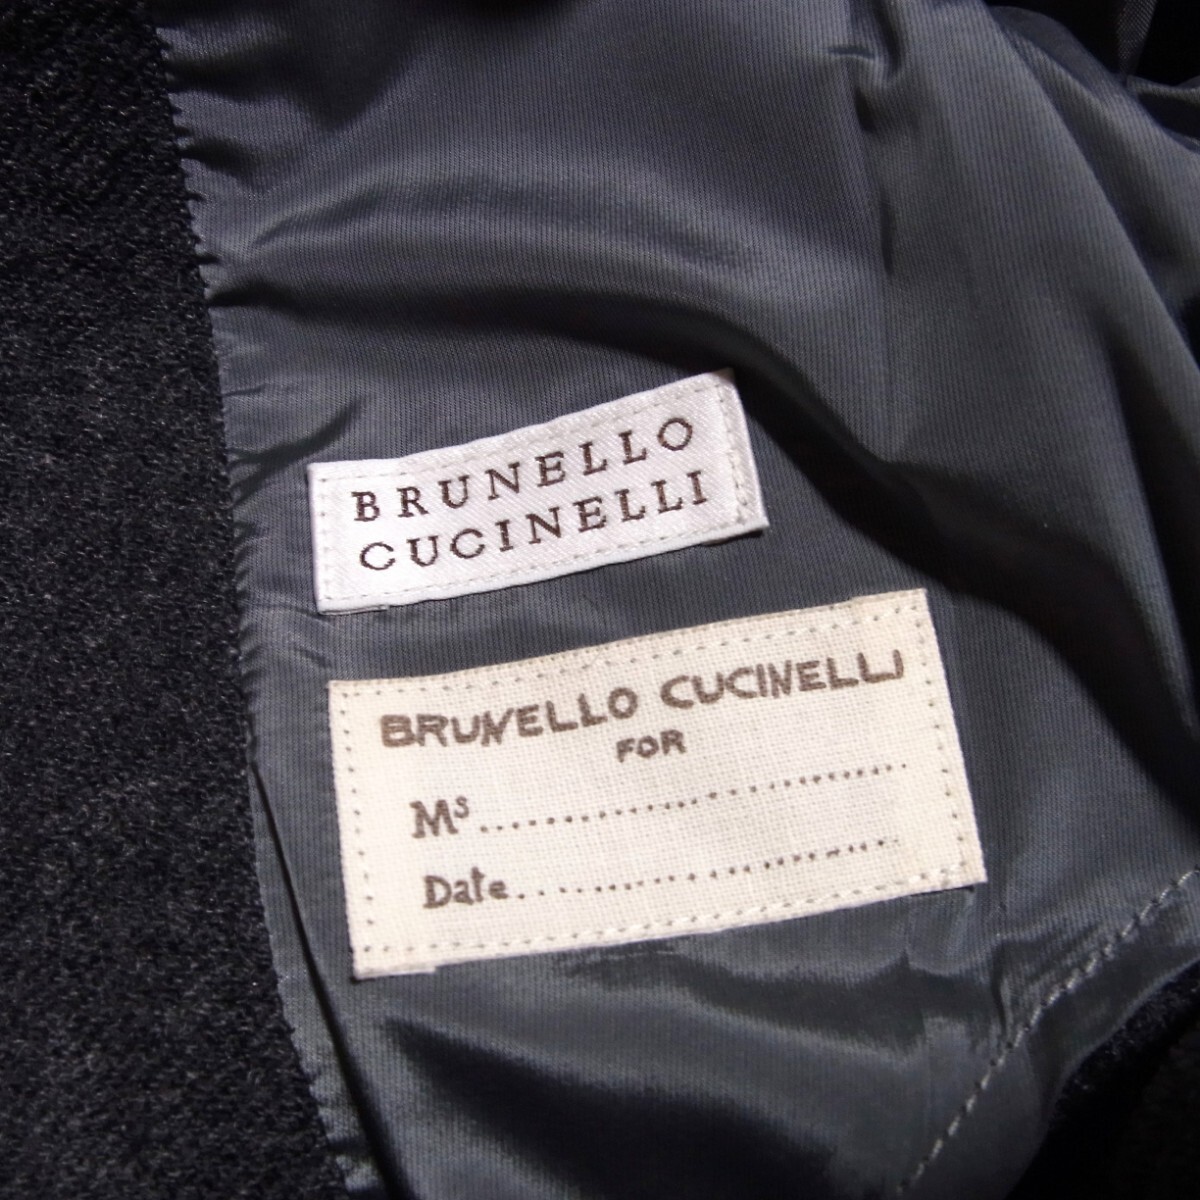 BRUNELLO
CUCINELLI
BRUNELLO CUCINELLI
FOR
Ms....................................
Date.................................